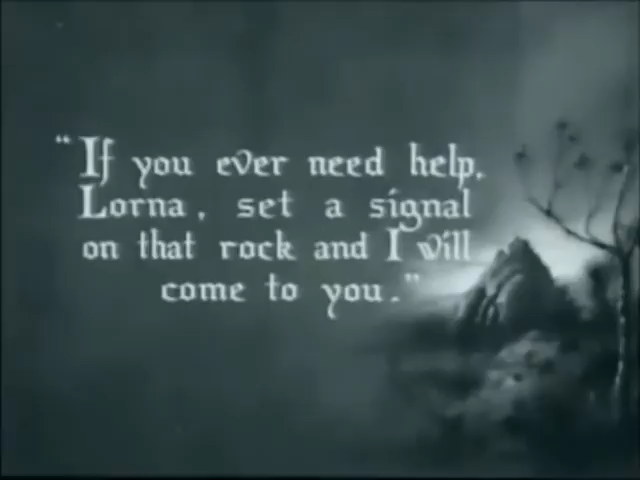 "If you ever need help,
Lorna, set a signal
on that rock and I will
come to you."